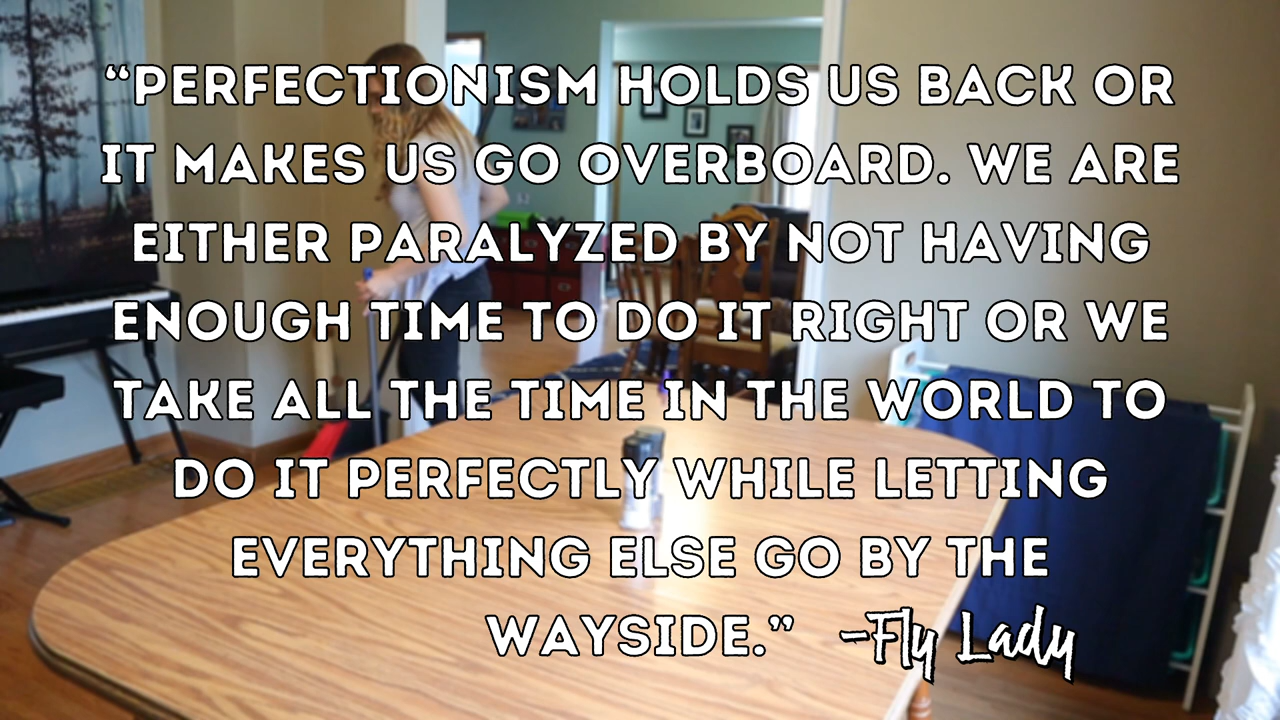 “PERFECTIONISM HOLDS US BACK OR
IT MAKES US GO OVERBOARD. WE ARE
EITHER PARALYZED BY NOT HAVING
ENOUGH TIME TO DO IT RIGHT OR WE
TAKE ALL THE TIME IN THE WORLD TO
DO IT PERFECTLY WHILE LETTING
EVERYTHING ELSE GO BY THE
WAYSIDE.” -Fly Lady